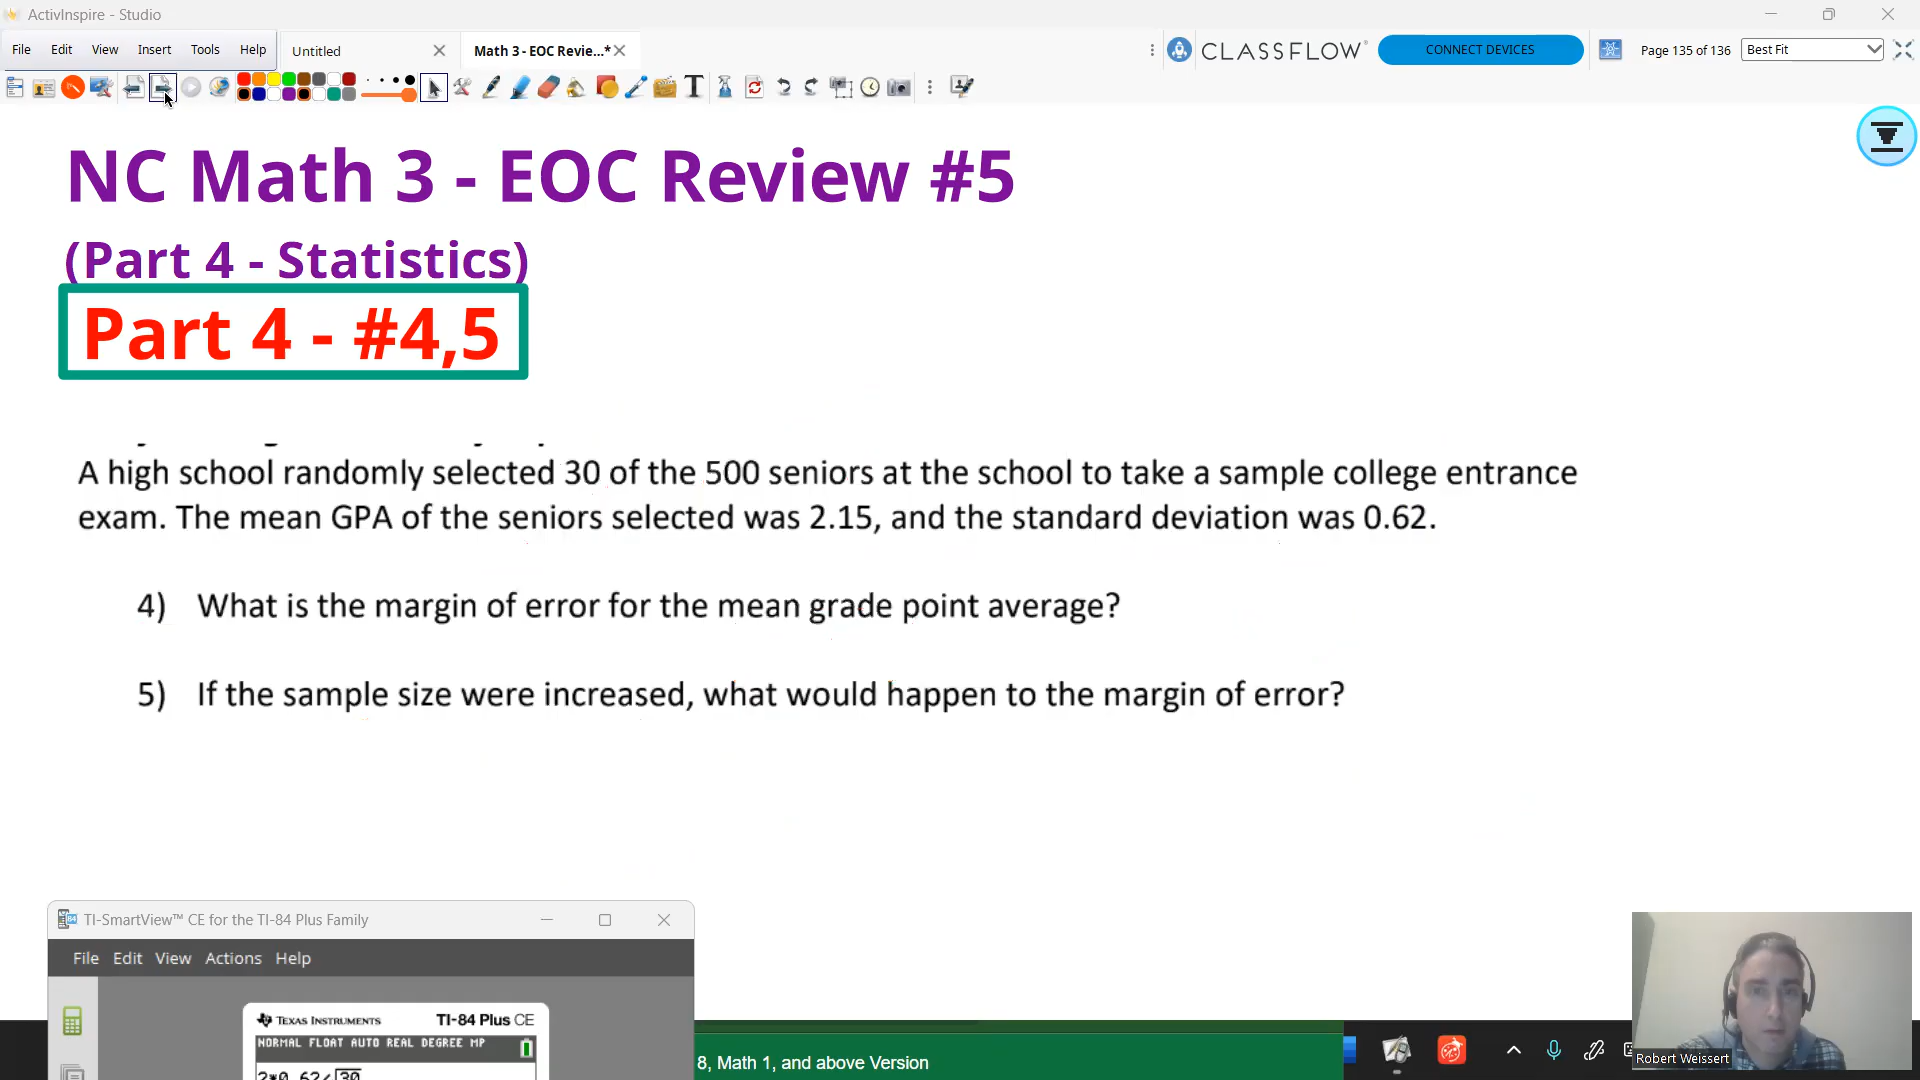 ActivInspire - Studio
File Edit View Insert Tools Help
Untitled
Math 3 - EOC Revie...*
CLASSFLOW
CONNECT DEVICES
Page 135 of 136
Best Fit
NC Math 3 - EOC Review #5
(Part 4 - Statistics)
Part 4 - #4,5
A high school randomly selected 30 of the 500 seniors at the school to take a sample college entrance
exam. The mean GPA of the seniors selected was 2.15, and the standard deviation was 0.62.
4) What is the margin of error for the mean grade point average?
5) If the sample size were increased, what would happen to the margin of error?
TI-SmartView™ CE for the TI-84 Plus Family
File Edit View Actions Help
TEXAS INSTRUMENTS TI-84 Plus CE
NORMAL FLOAT AUTO REAL DEGREE MP
2*0.62/√30
8, Math 1, and above Version
Robert Weissert